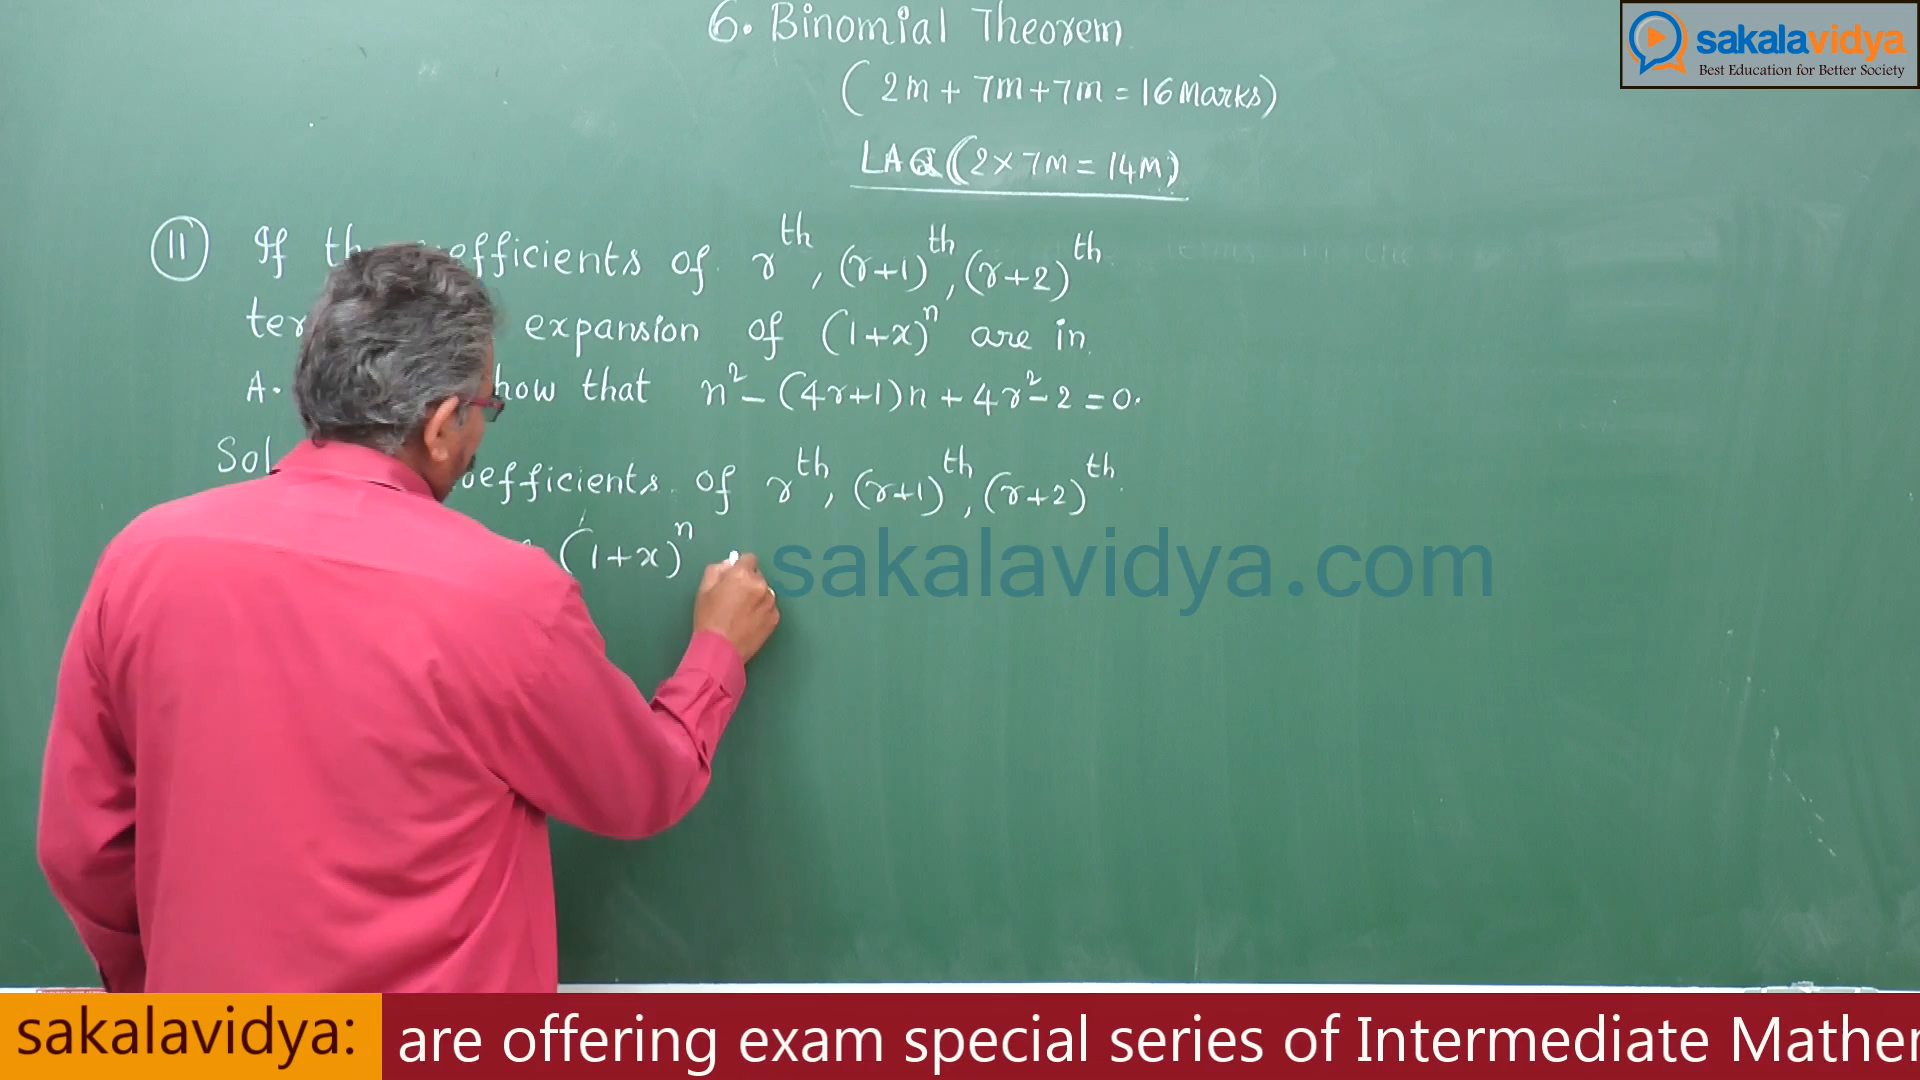 6. Binomial Theorem
(2m + 7m + 7m = 16 Marks)
LAQ (2 × 7M = 14M)
sakalavidya
Best Education for Better Society
11 If th efficients of r^th, (r+1)^th, (r+2)^th
ter expansion of (1+x)^n are in
A. how that n² - (4r+1)n + 4r² - 2 = 0.
Sol oefficients of r^th, (r+1)^th, (r+2)^th
(1+x)^n
sakalavidya.com
sakalavidya: are offering exam special series of Intermediate Mathe